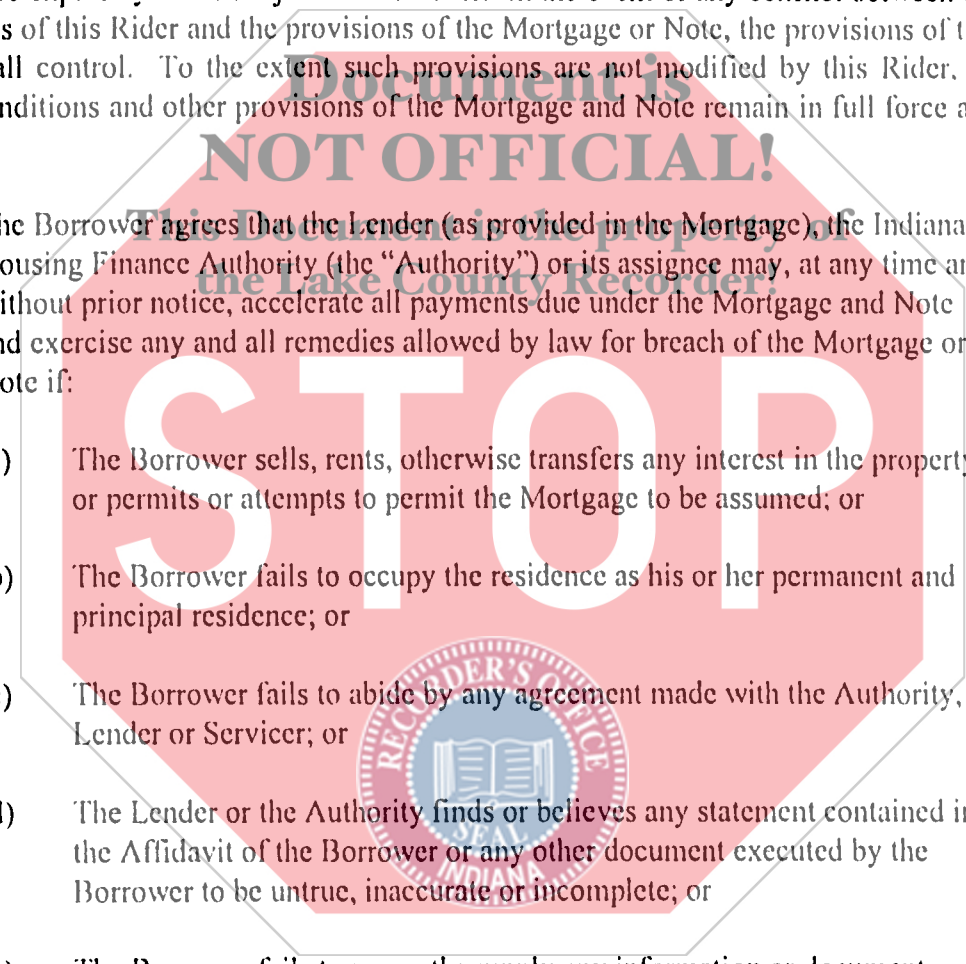 s of this Rider and the provisions of the Mortgage or Note, the provisions of t
all control. To the extent such provisions are not modified by this Rider,
nditions and other provisions of the Mortgage and Note remain in full force a
Document is
NOT OFFICIAL!
This Document is the property of
the Lake County Recorder!
he Borrower agrees that the Lender (as provided in the Mortgage), the Indiana
ousing Finance Authority (the “Authority”) or its assignee may, at any time an
ithout prior notice, accelerate all payments due under the Mortgage and Note
nd exercise any and all remedies allowed by law for breach of the Mortgage or
ote if:
STOP
) The Borrower sells, rents, otherwise transfers any interest in the property
or permits or attempts to permit the Mortgage to be assumed; or
) The Borrower fails to occupy the residence as his or her permanent and
principal residence; or
) The Borrower fails to abide by any agreement made with the Authority,
Lender or Servicer; or
) The Lender or the Authority finds or believes any statement contained in
the Affidavit of the Borrower or any other document executed by the
Borrower to be untrue, inaccurate or incomplete; or
RECORDER'S OFFICE
SEAL
INDIANA